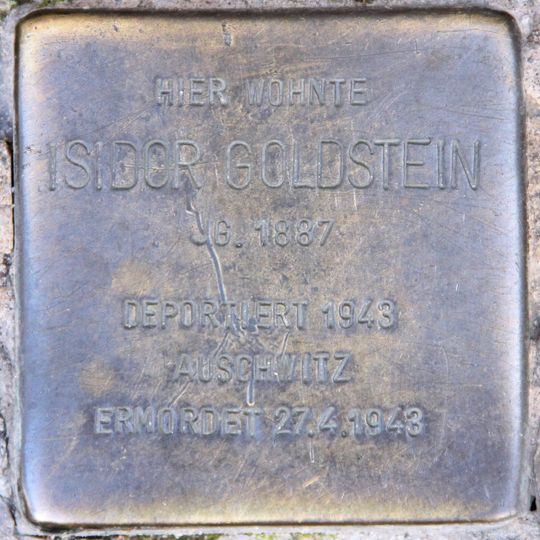 HIER WOHNTE
ISIDOR GOLDSTEIN
JG. 1887
DEPORTIERT 1943
AUSCHWITZ
ERMORDET 27.4.1943